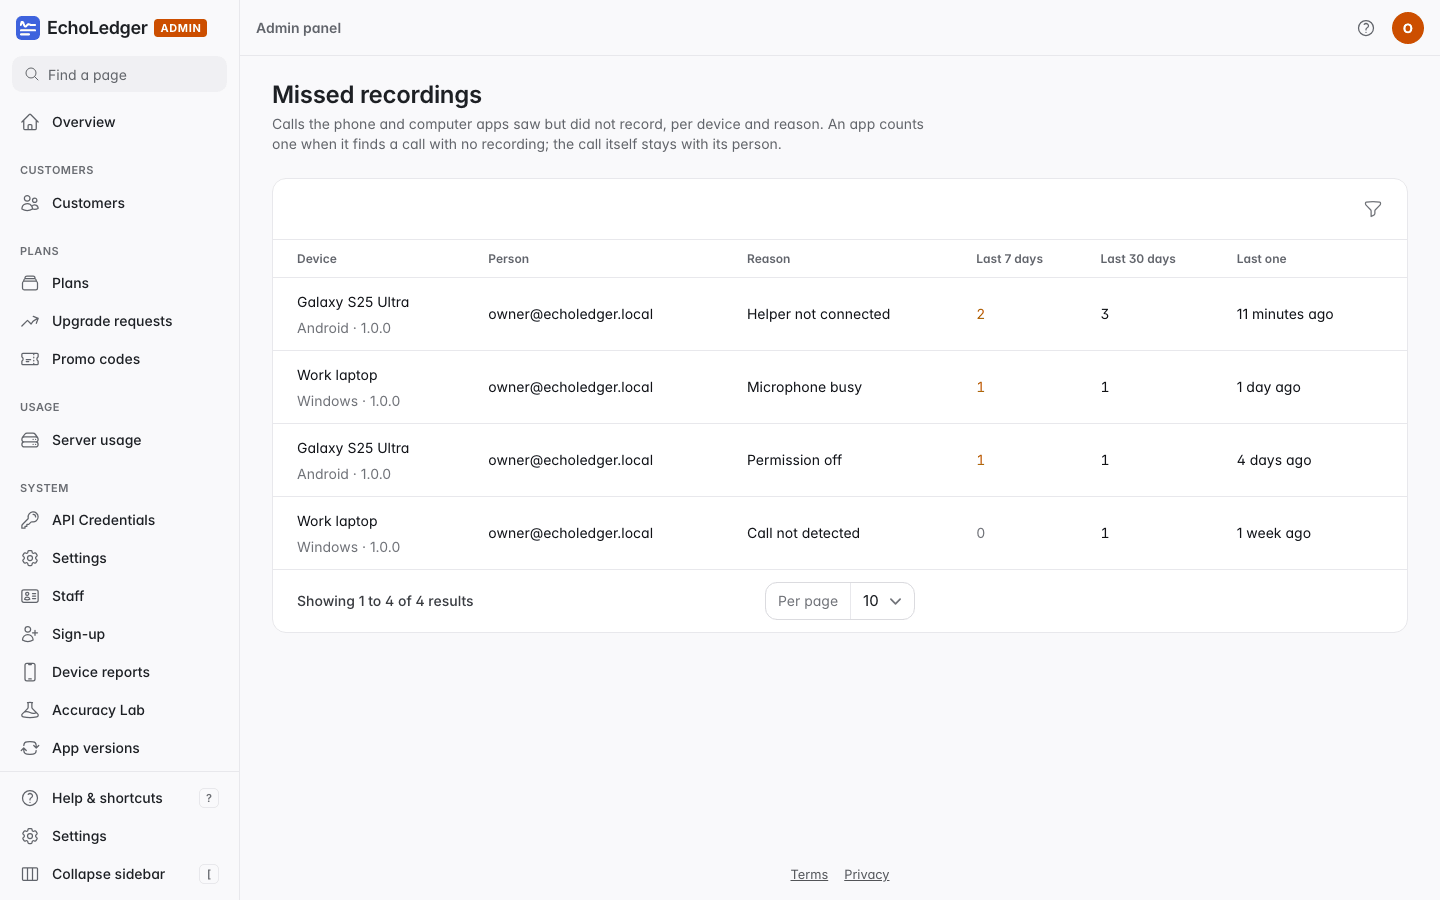 EchoLedger ADMIN
Admin panel
O
Find a page
Overview
CUSTOMERS
Customers
PLANS
Plans
Upgrade requests
Promo codes
USAGE
Server usage
SYSTEM
API Credentials
Settings
Staff
Sign-up
Device reports
Accuracy Lab
App versions
Help & shortcuts ?
Settings
Collapse sidebar [
Missed recordings
Calls the phone and computer apps saw but did not record, per device and reason. An app counts
one when it finds a call with no recording; the call itself stays with its person.
Device Person Reason Last 7 days Last 30 days Last one
Galaxy S25 Ultra
Android · 1.0.0
owner@echoledger.local Helper not connected 2 3 11 minutes ago
Work laptop
Windows · 1.0.0
owner@echoledger.local Microphone busy 1 1 1 day ago
Galaxy S25 Ultra
Android · 1.0.0
owner@echoledger.local Permission off 1 1 4 days ago
Work laptop
Windows · 1.0.0
owner@echoledger.local Call not detected 0 1 1 week ago
Showing 1 to 4 of 4 results
Per page 10
Terms Privacy